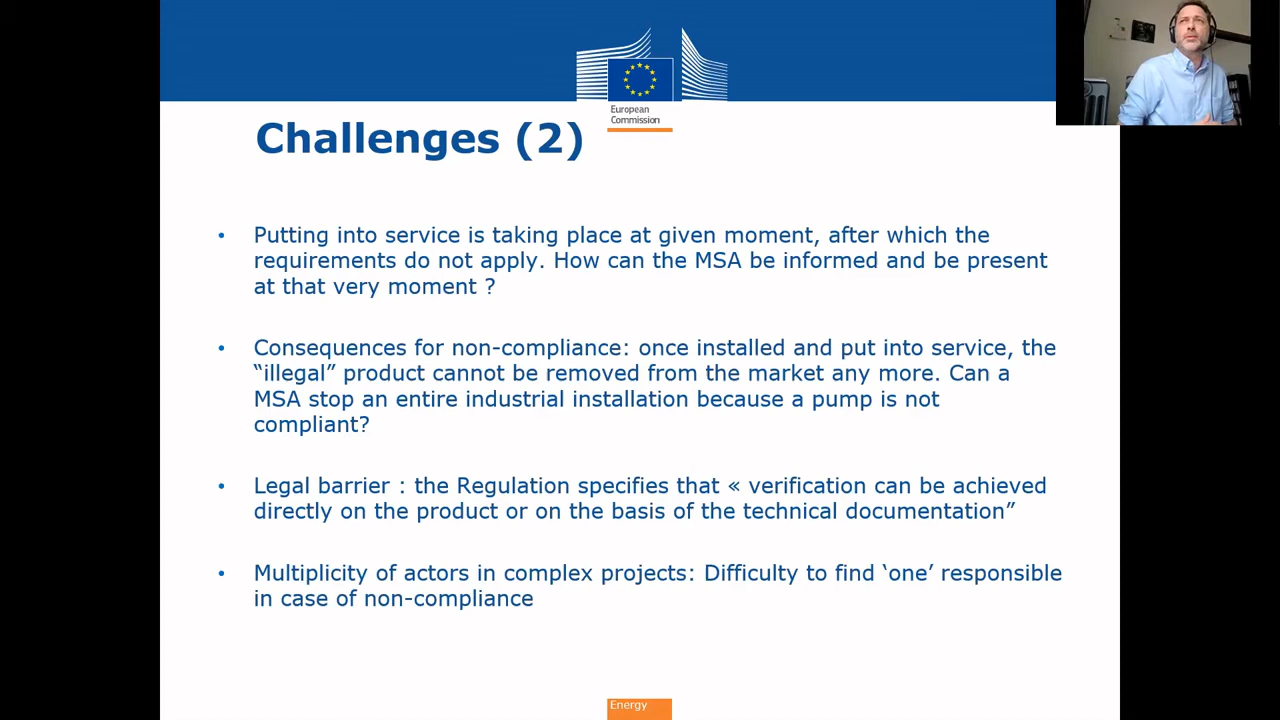 European
Commission
Challenges (2)
• Putting into service is taking place at given moment, after which the
requirements do not apply. How can the MSA be informed and be present
at that very moment ?
• Consequences for non-compliance: once installed and put into service, the
“illegal” product cannot be removed from the market any more. Can a
MSA stop an entire industrial installation because a pump is not
compliant?
• Legal barrier : the Regulation specifies that « verification can be achieved
directly on the product or on the basis of the technical documentation”
• Multiplicity of actors in complex projects: Difficulty to find ‘one’ responsible
in case of non-compliance
Energy